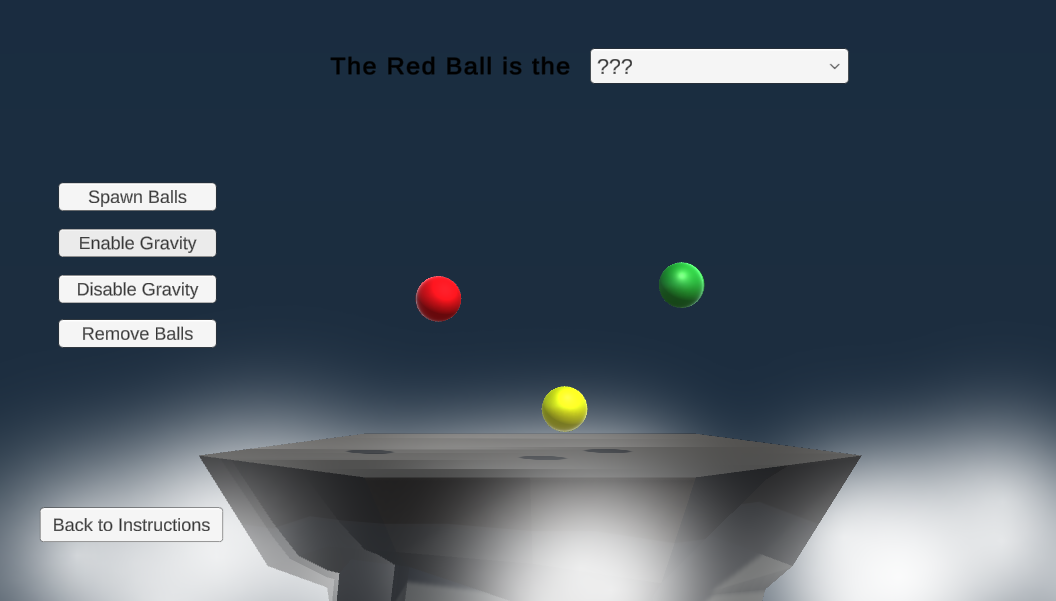 The Red Ball is the ???
Spawn Balls
Enable Gravity
Disable Gravity
Remove Balls
Back to Instructions